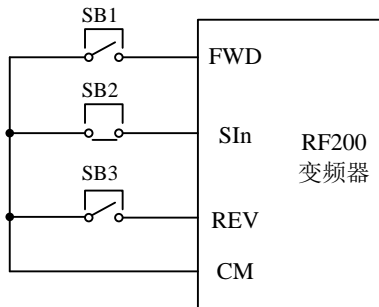 SB1
FWD
SB2
SIn
RF200
变频器
SB3
REV
CM